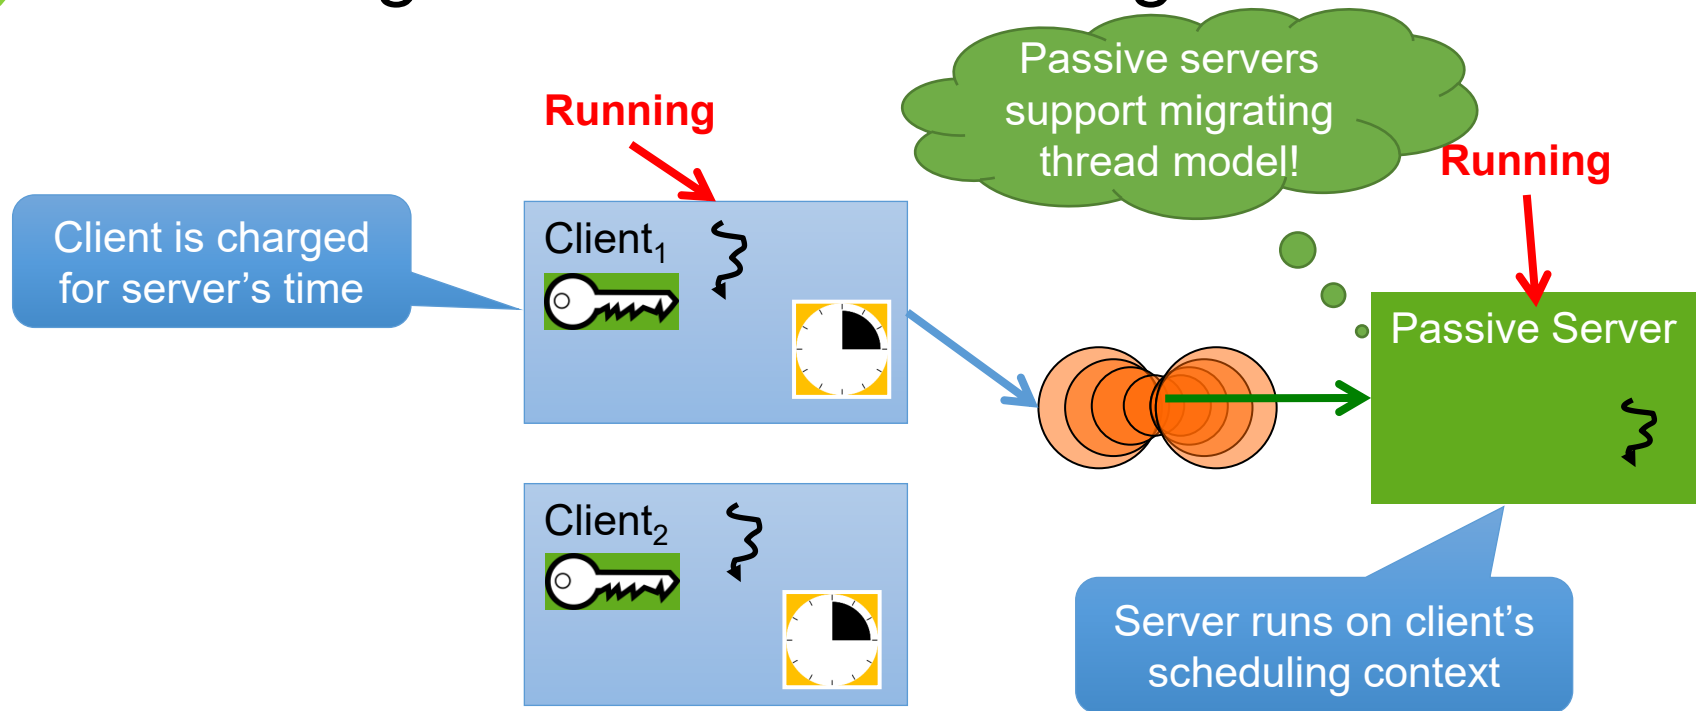 Passive servers
support migrating
thread model!
Running
Running
Client is charged
for server's time
Client₁
Passive Server
Client₂
Server runs on client's
scheduling context